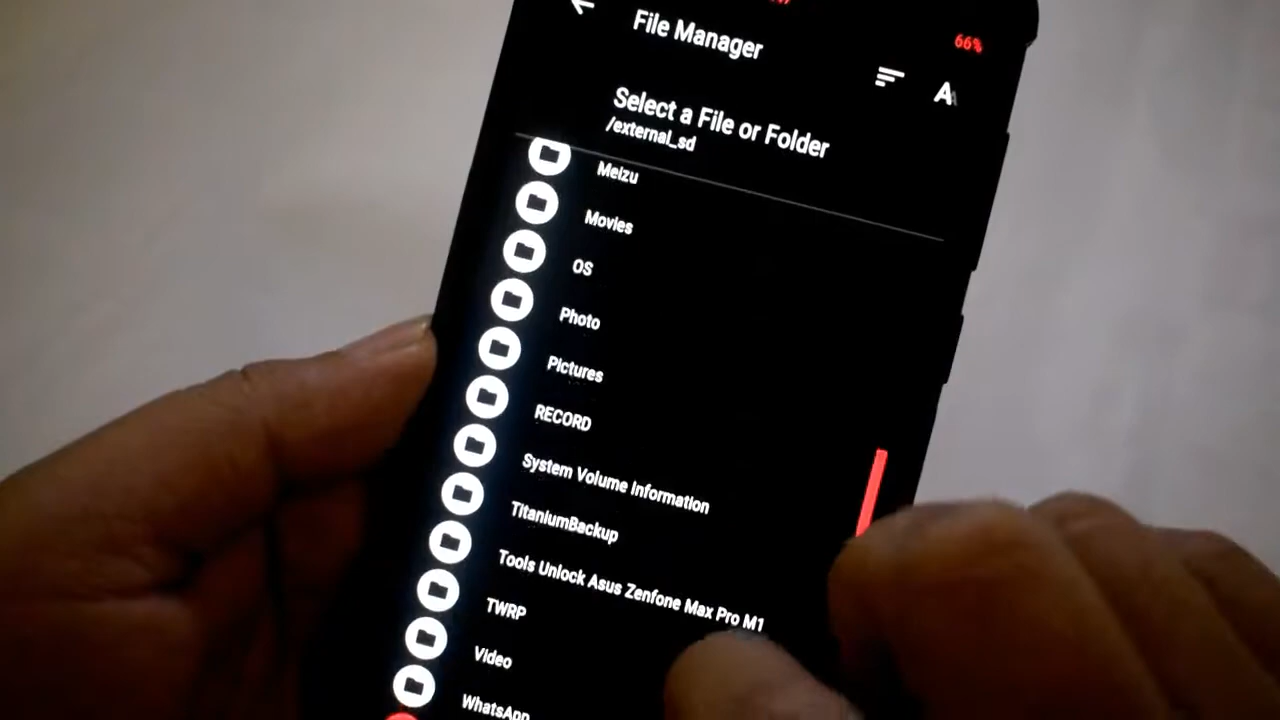 66%
File Manager
Select a File or Folder
/external_sd
Meizu
Movies
OS
Photo
Pictures
RECORD
System Volume Information
TitaniumBackup
Tools Unlock Asus Zenfone Max Pro M1
TWRP
Video
WhatsApp